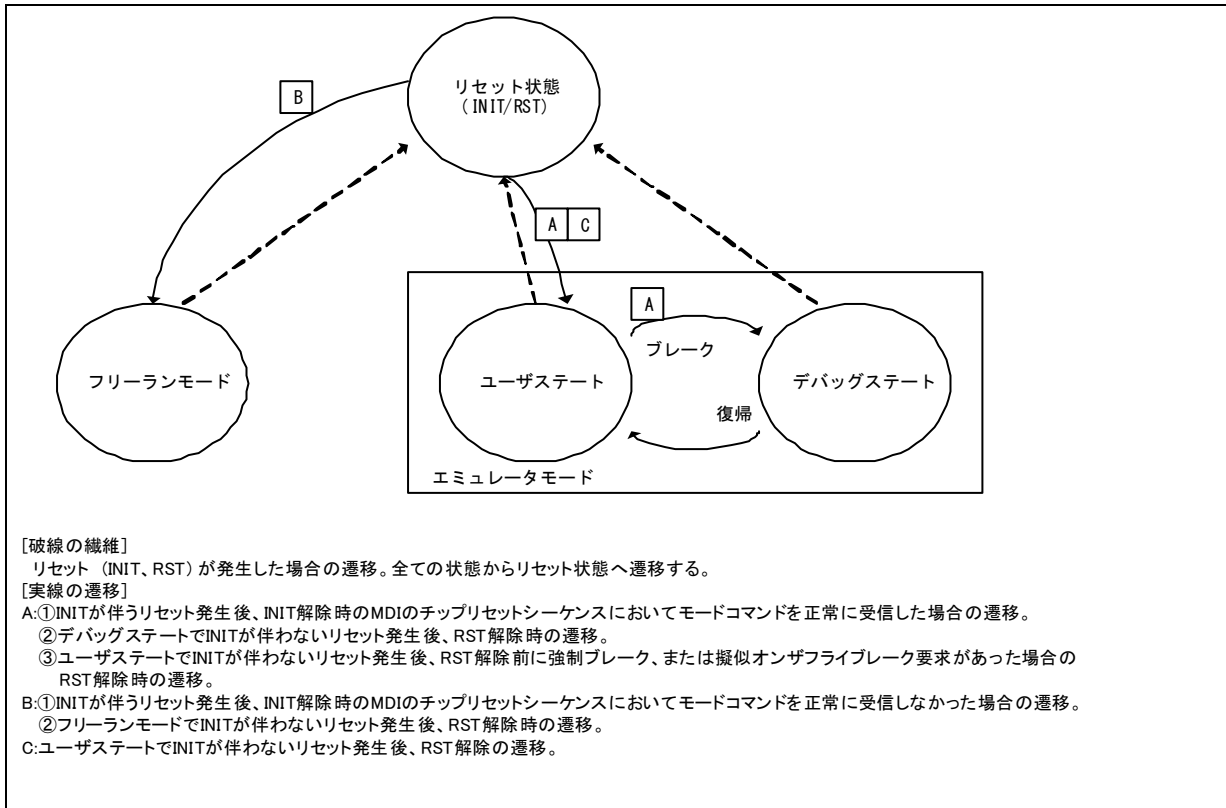 リセット状態
(INIT/RST)
B
A C
A
ブレーク
フリーランモード
ユーザステート
デバッグステート
復帰
エミュレータモード
[破線の繊維]
リセット (INIT、RST) が発生した場合の遷移。全ての状態からリセット状態へ遷移する。
[実線の遷移]
A:①INITが伴うリセット発生後、INIT解除時のMDIのチップリセットシーケンスにおいてモードコマンドを正常に受信した場合の遷移。
②デバッグステートでINITが伴わないリセット発生後、RST解除時の遷移。
③ユーザステートでINITが伴わないリセット発生後、RST解除前に強制ブレーク、または擬似オンザフライブレーク要求があった場合の
RST解除時の遷移。
B:①INITが伴うリセット発生後、INIT解除時のMDIのチップリセットシーケンスにおいてモードコマンドを正常に受信しなかった場合の遷移。
②フリーランモードでINITが伴わないリセット発生後、RST解除時の遷移。
C:ユーザステートでINITが伴わないリセット発生後、RST解除の遷移。